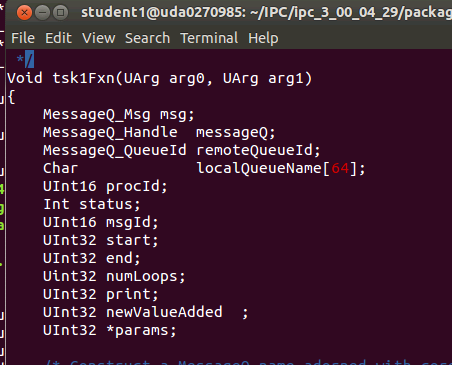 student1@uda0270985: ~/IPC/ipc_3_00_04_29/packag
File Edit View Search Terminal Help
*/
Void tsk1Fxn(UArg arg0, UArg arg1)
{
MessageQ_Msg msg;
MessageQ_Handle messageQ;
MessageQ_QueueId remoteQueueId;
Char localQueueName[64];
UInt16 procId;
Int status;
UInt16 msgId;
UInt32 start;
UInt32 end;
Uint32 numLoops;
UInt32 print;
UInt32 newValueAdded ;
UInt32 *params;